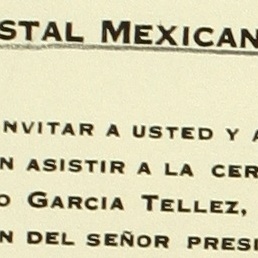 STAL MEXICAN
NVITAR A USTED Y A
N ASISTIR A LA CER
O GARCIA TELLEZ,
N DEL SEÑOR PRESI